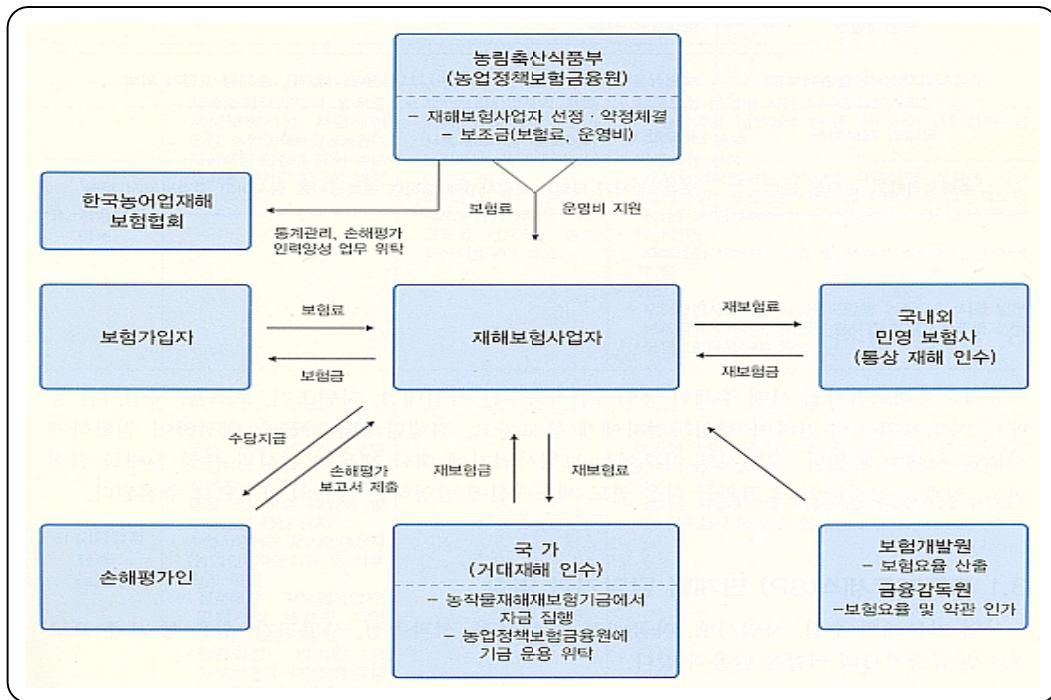 농림축산식품부
(농업정책보험금융원)
– 재해보험사업자 선정·약정체결
– 보조금(보험료, 운영비)
한국농어업재해
보험협회
보험료
운영비 지원
통계관리, 손해평가
인력양성 업무 위탁
보험가입자
보험료
보험금
재해보험사업자
재보험료
재보험금
국내외
민영 보험사
(통상 재해 인수)
수당지급
손해평가
보고서 제출
재보험금
재보험료
손해평가인
국 가
(거대재해 인수)
– 농작물재해재보험기금에서
자금 집행
– 농업정책보험금융원에
기금 운용 위탁
보험개발원
– 보험요율 산출
금융감독원
–보험요율 및 약관 인가